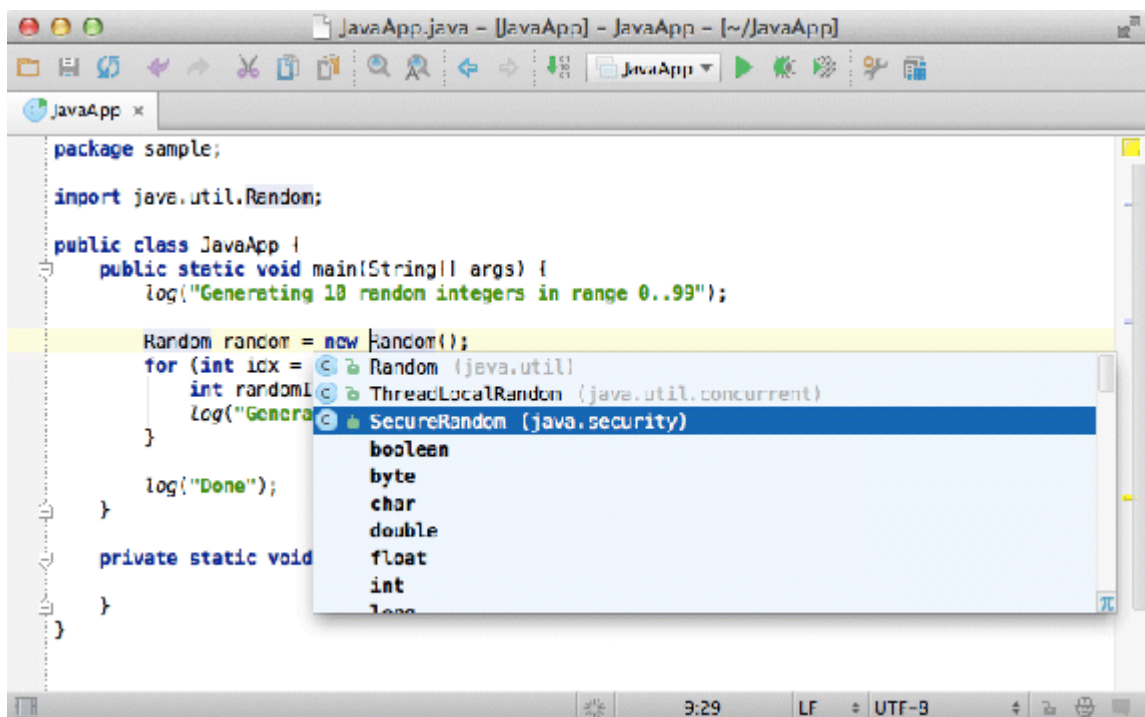 JavaApp.java – [JavaApp] – JavaApp – [~/JavaApp]
JavaApp
JavaApp
package sample;
import java.util.Random;
public class JavaApp {
public static void main(String[] args) {
log("Generating 10 random integers in range 0..99");
Random random = new Random();
for (int idx =
int randomI
log("Genera
}
log("Done");
}
private static void
}
}
Random (java.util)
ThreadLocalRandom (java.util.concurrent)
SecureRandom (java.security)
boolean
byte
char
double
float
int
long
π
9:29 LF UTF-8